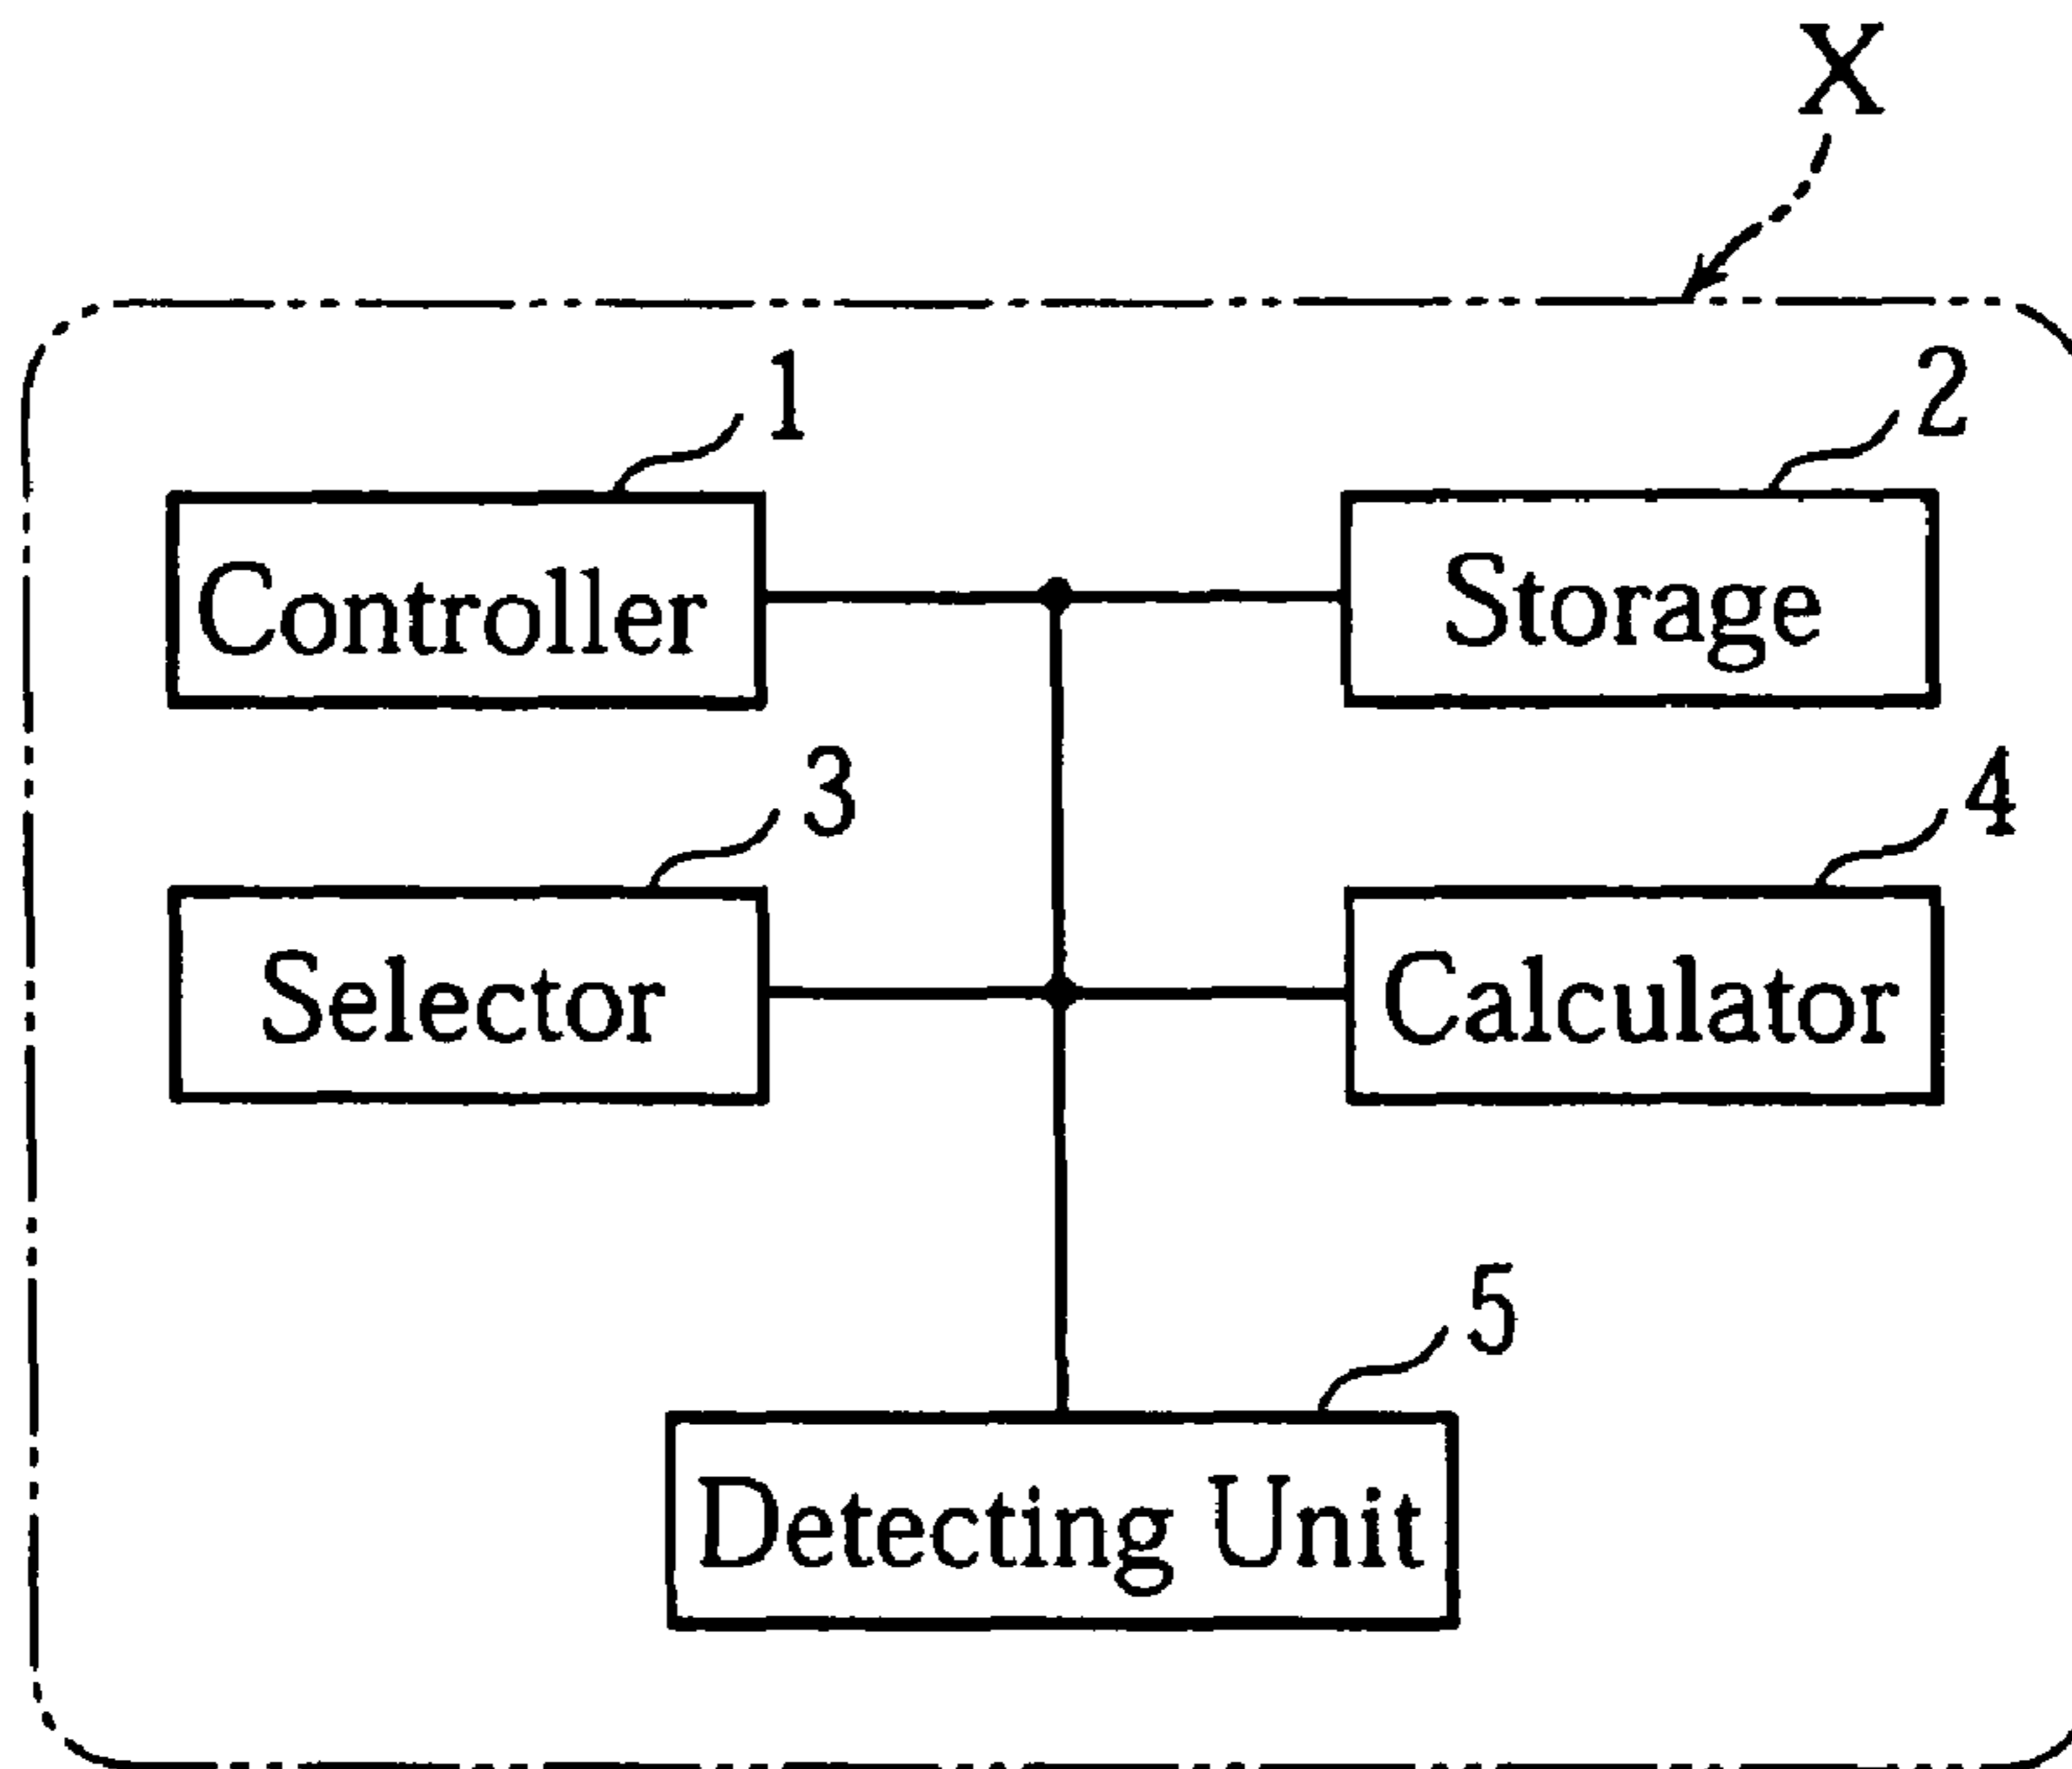 X
1
2
Controller
Storage
3
4
Selector
Calculator
5
Detecting Unit